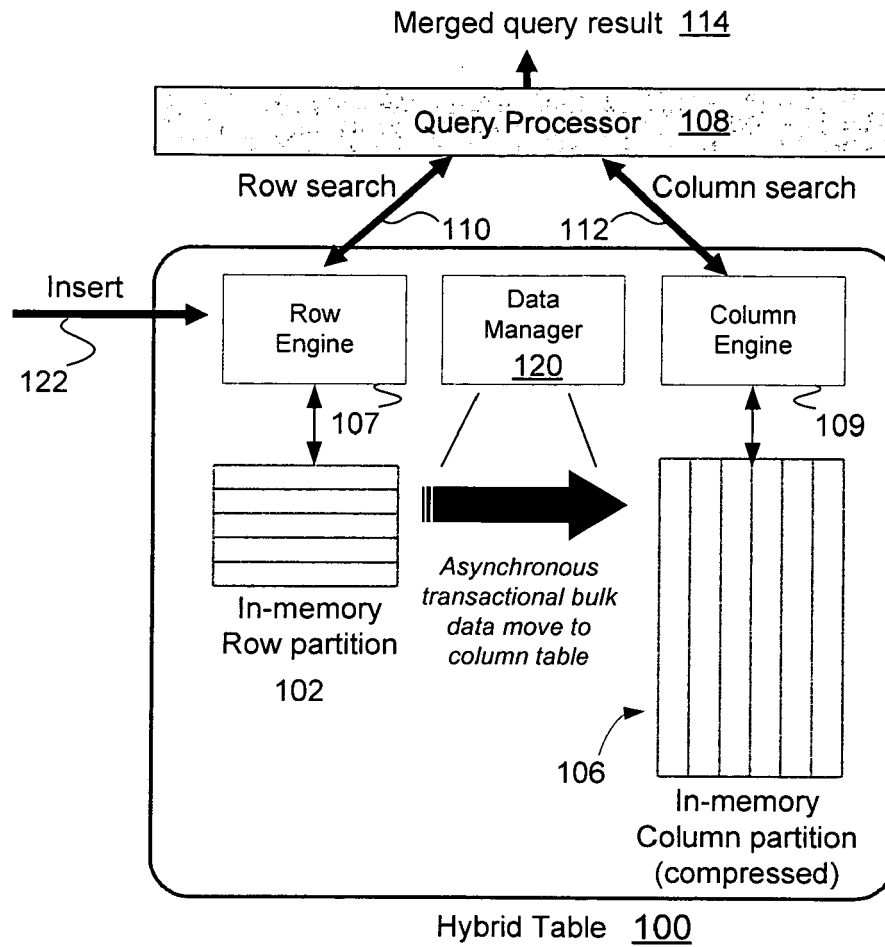 Merged query result 114
Query Processor 108
Row search
Column search
110
112
Insert
122
Row
Engine
107
Data
Manager
120
Column
Engine
109
Asynchronous
transactional bulk
data move to
column table
In-memory
Row partition
102
106
In-memory
Column partition
(compressed)
Hybrid Table 100